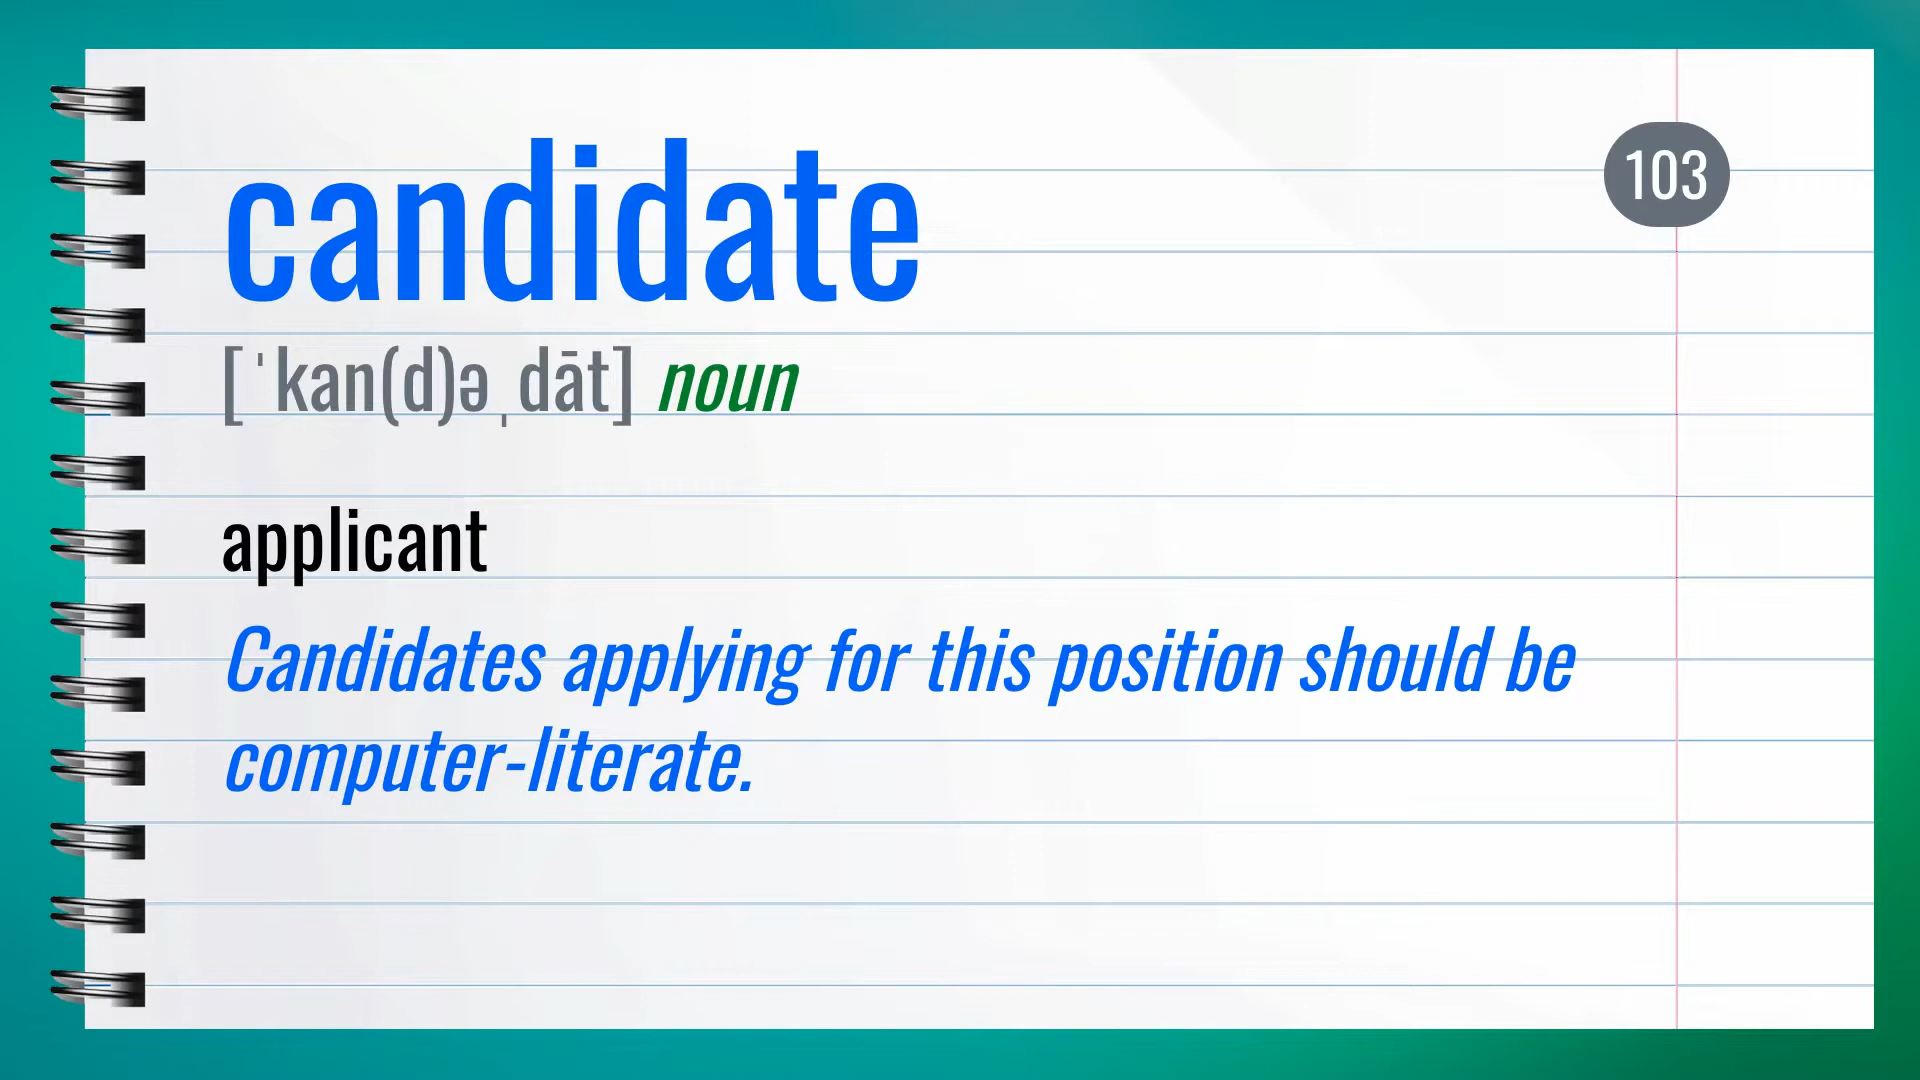 candidate
103
[ˈkan(d)əˌdāt] noun
applicant
Candidates applying for this position should be
computer-literate.